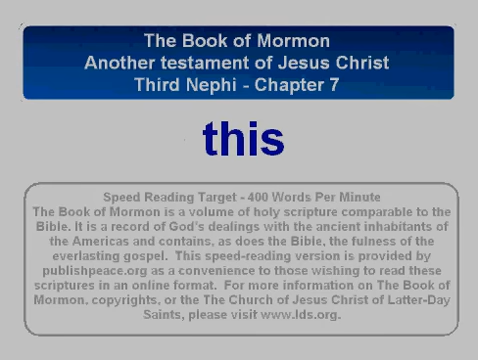 The Book of Mormon
Another testament of Jesus Christ
Third Nephi - Chapter 7
this
Speed Reading Target - 400 Words Per Minute
The Book of Mormon is a volume of holy scripture comparable to the
Bible. It is a record of God's dealings with the ancient inhabitants of
the Americas and contains, as does the Bible, the fulness of the
everlasting gospel. This speed-reading version is provided by
publishpeace.org as a convenience to those wishing to read these
scriptures in an online format. For more information on The Book of
Mormon, copyrights, or the The Church of Jesus Christ of Latter-Day
Saints, please visit www.lds.org.